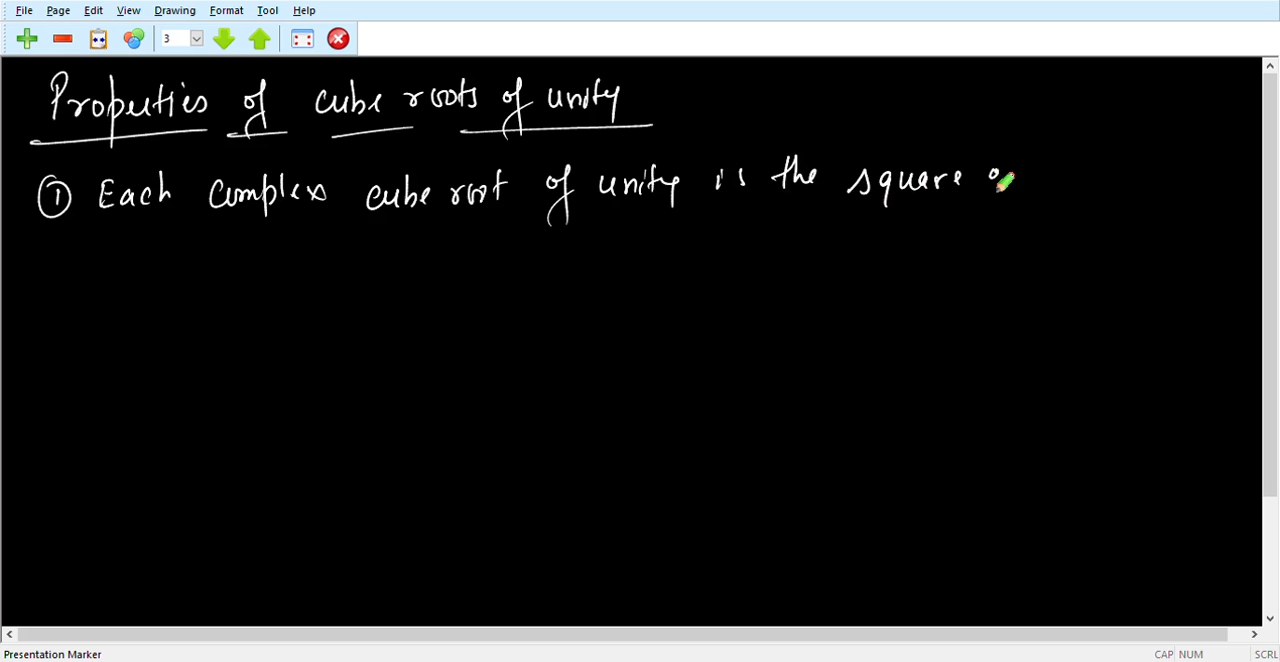 File Page Edit View Drawing Format Tool Help
3
Properties of cube roots of unity
① Each complex cube root of unity is the square o
Presentation Marker
CAP NUM SCRL